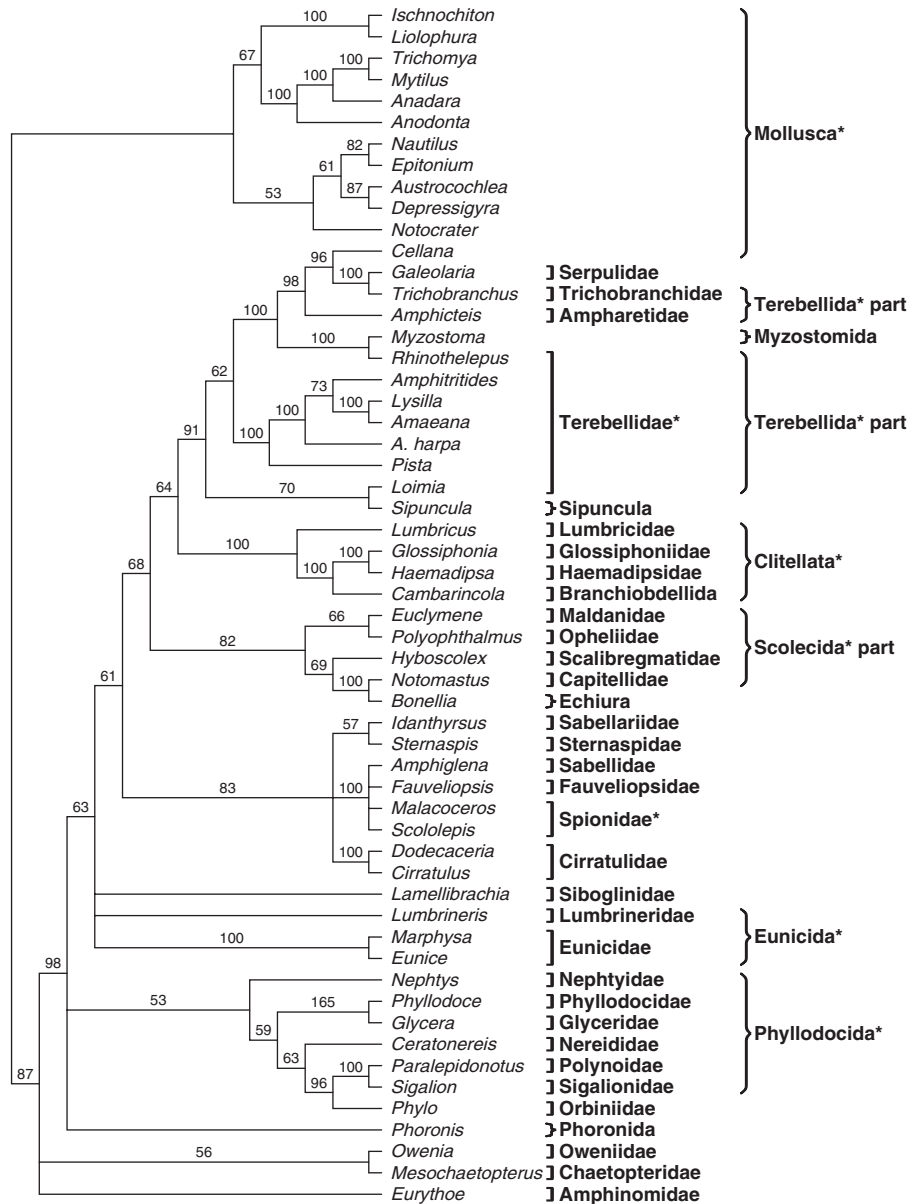 100 Ischnochiton
Liolophura
67
100 Trichomya
100 Mytilus
100 Anadara
Anodonta
Mollusca*
82 Nautilus
61 Epitonium
87 Austrocochlea
53 Depressigyra
Notocrater
96 Cellana
100 Galeolaria Serpulidae
98 Trichobranchus Trichobranchidae
Terebellida* part
100 Amphicteis Ampharetidae
100 Myzostoma Myzostomida
Rhinothelepus
62 73 Amphitritides
100 Lysilla
100 Amaeana Terebellidae* Terebellida* part
91 100 A. harpa
Pista
70 Loimia
Sipuncula Sipuncula
64 Lumbricus Lumbricidae
100 100 Glossiphonia Glossiphoniidae
Clitellata*
100 Haemadipsa Haemadipsidae
68 Cambarincola Branchiobdellida
66 Euclymene Maldanidae
82 Polyophthalmus Opheliidae
Scolecida* part
69 Hyboscolex Scalibregmatidae
61 100 Notomastus Capitellidae
Bonellia Echiura
57 Idanthyrsus Sabellariidae
Sternaspis Sternaspidae
Amphiglena Sabellidae
83 100 Fauveliopsis Fauveliopsidae
63 Malacoceros
Spionidae*
Scololepis
100 Dodecaceria
Cirratulidae
Cirratulus
Lamellibrachia Siboglinidae
Lumbrineris Lumbrineridae
Eunicida*
100 Marphysa
Eunicidae
Eunice
98 Nephtys Nephtyidae
53 165 Phyllodoce Phyllodocidae
59 Glycera Glyceridae
Phyllodocida*
63 Ceratonereis Nereididae
100 Paralepidonotus Polynoidae
87 96 Sigalion Sigalionidae
Phylo Orbiniidae
Phoronis Phoronida
56 Owenia Oweniidae
Mesochaetopterus Chaetopteridae
Eurythoe Amphinomidae